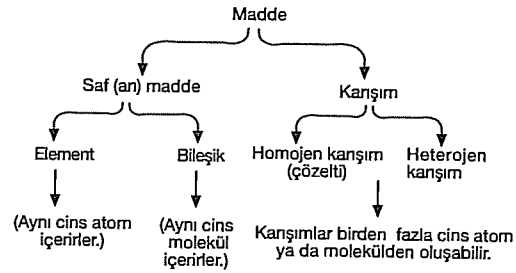 Madde
Saf (arı) madde
Karışım
Element
Bileşik
Homojen karışım
(çözelti)
Heterojen
karışım
(Aynı cins atom
içerirler.)
(Aynı cins
molekül
içerirler.)
Karışımlar birden fazla cins atom
ya da molekülden oluşabilir.